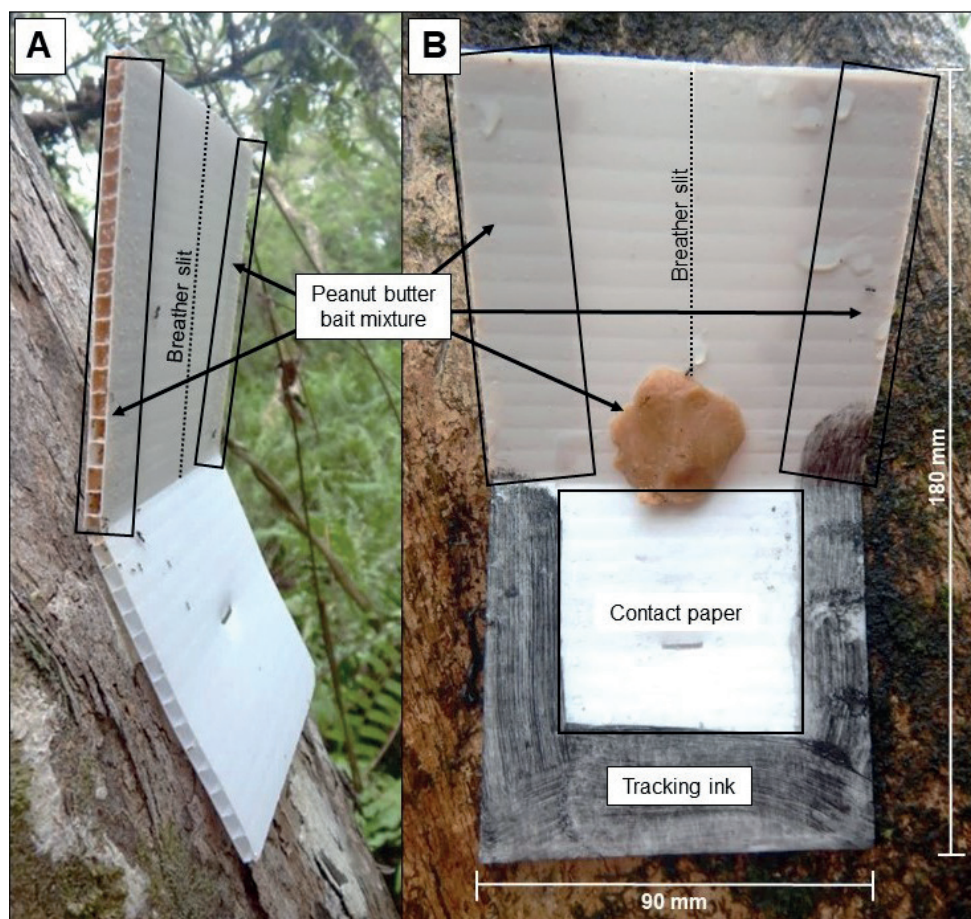 A
B
Breather slit
Breather slit
Peanut butter
bait mixture
Contact paper
Tracking ink
180 mm
90 mm